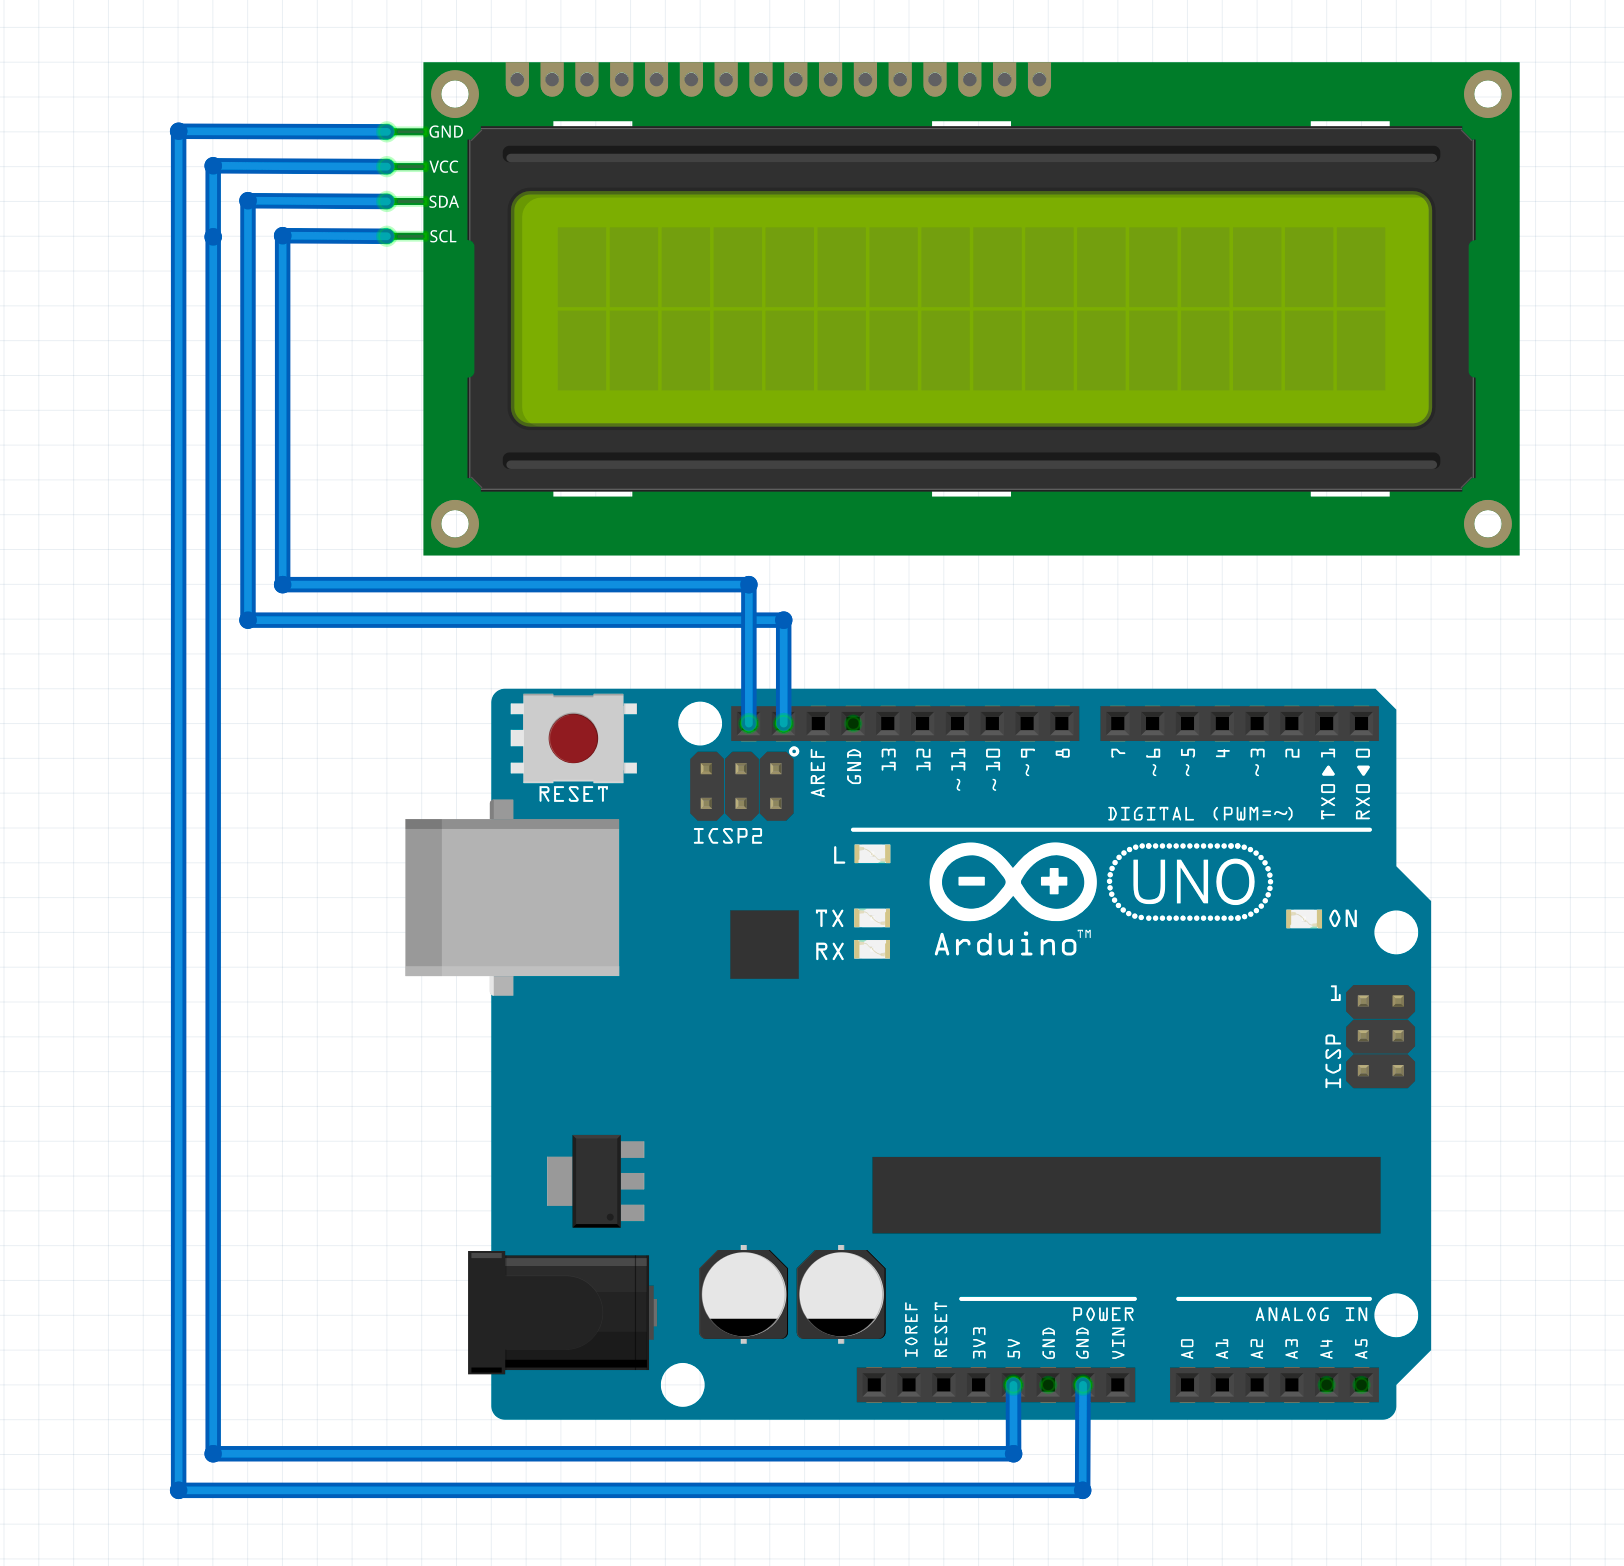 GND
VCC
SDA
SCL
RESET
ICSP2
AREF
GND
13
12
~11
~10
~9
8
7
~6
~5
4
~3
2
TX0▶1
RX0◀0
DIGITAL (PWM=~)
L
TX
RX
UNO
Arduino™
ON
1
ICSP
POWER
ANALOG IN
IOREF
RESET
3V3
5V
GND
GND
VIN
A0
A1
A2
A3
A4
A5